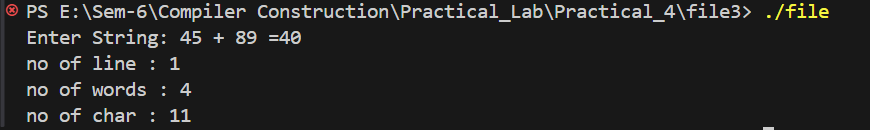 PS E:\Sem-6\Compiler Construction\Practical_Lab\Practical_4\file3> ./file
Enter String: 45 + 89 =40
no of line : 1
no of words : 4
no of char : 11